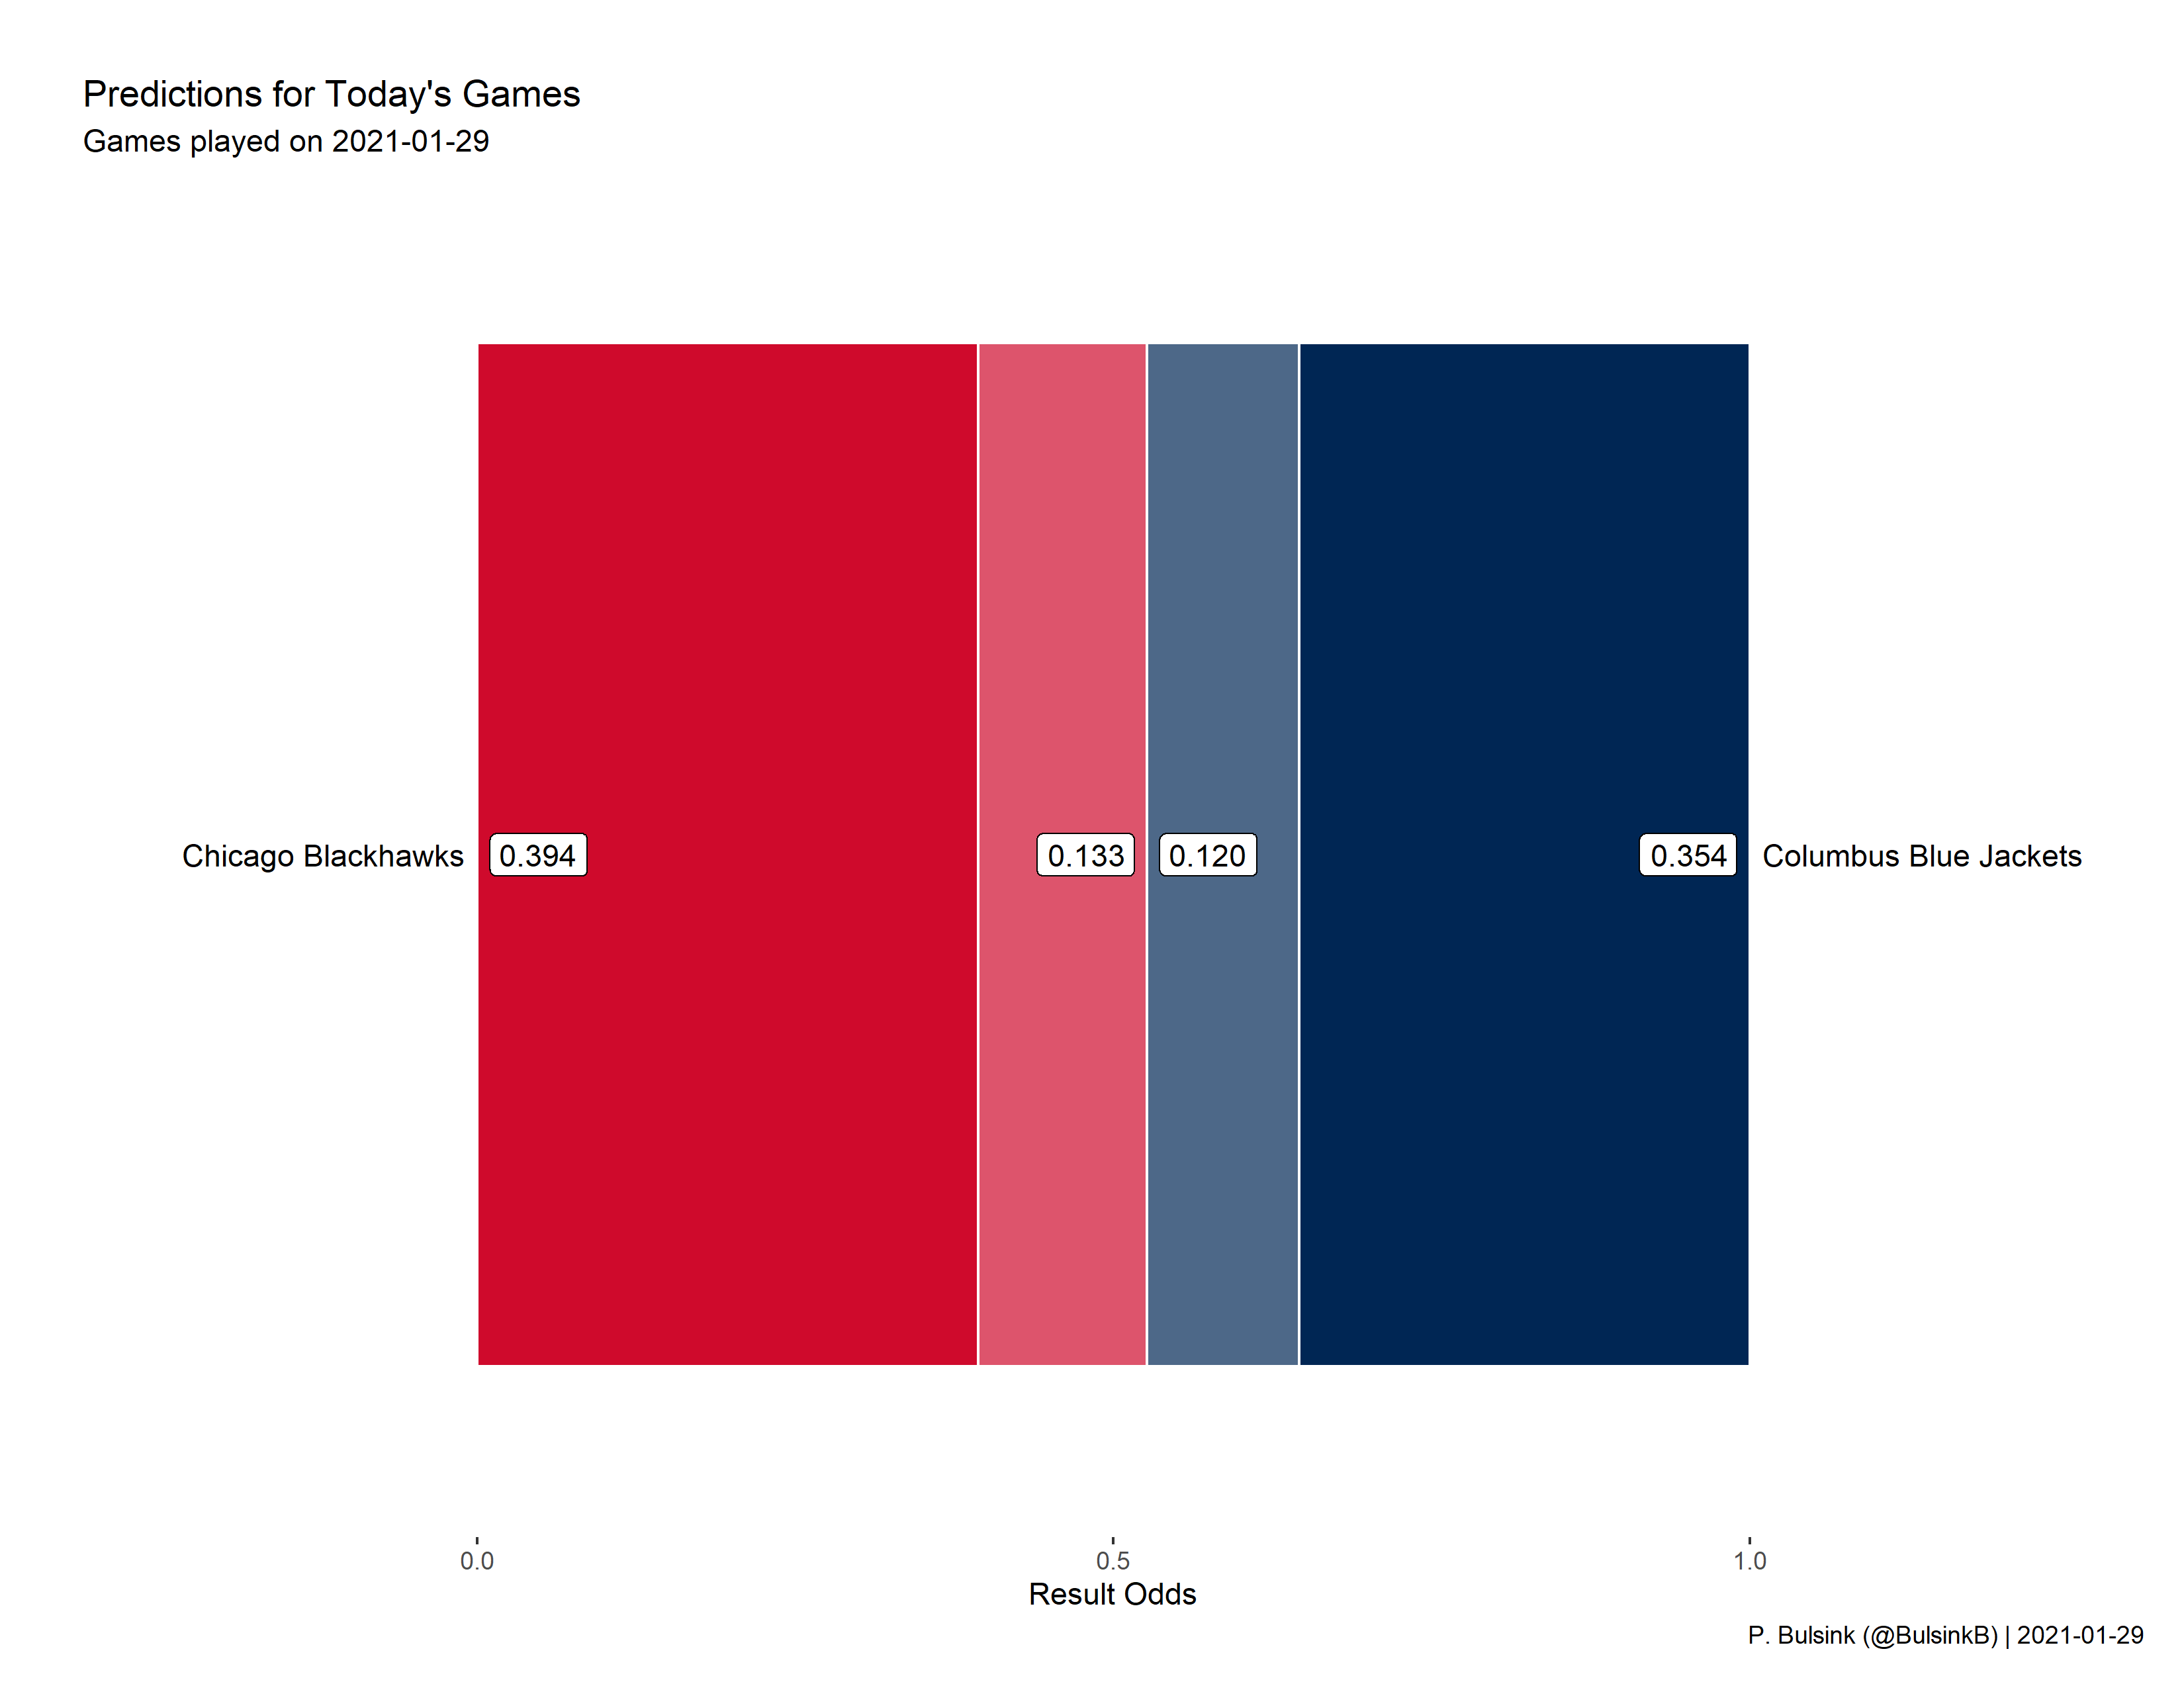 Predictions for Today's Games
Games played on 2021-01-29
Chicago Blackhawks 0.394 0.133 0.120 0.354 Columbus Blue Jackets
0.0 0.5 1.0
Result Odds
P. Bulsink (@BulsinkB) | 2021-01-29